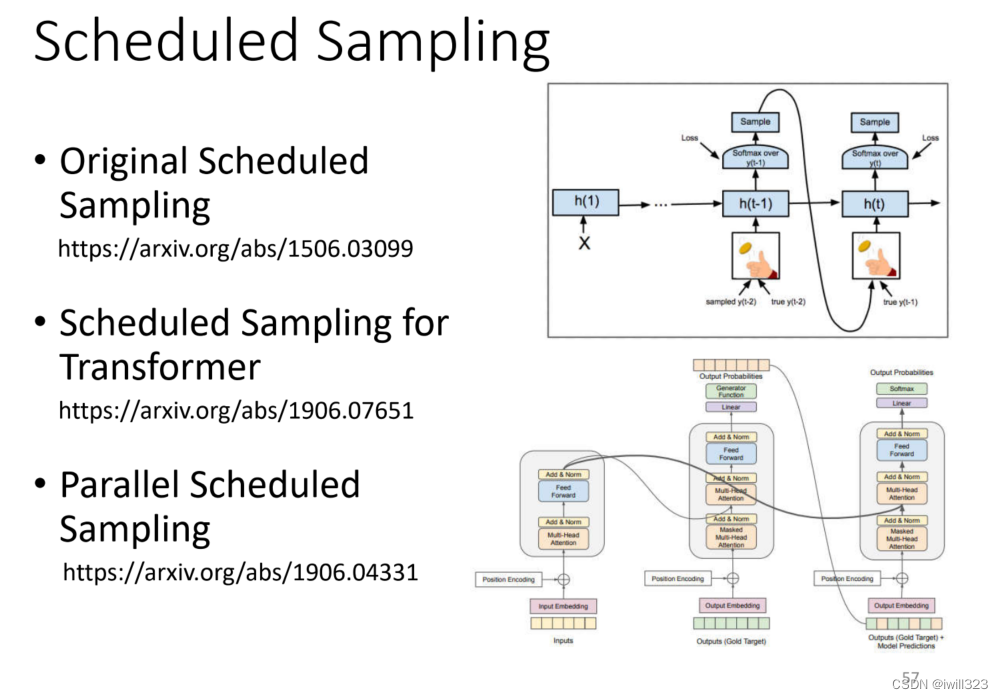 Scheduled Sampling
• Original Scheduled
Sampling
https://arxiv.org/abs/1506.03099
• Scheduled Sampling for
Transformer
https://arxiv.org/abs/1906.07651
• Parallel Scheduled
Sampling
https://arxiv.org/abs/1906.04331
Sample
Sample
Loss
Softmax over
y(t-1)
Softmax over
y(t)
Loss
h(1)
...
h(t-1)
h(t)
X
sampled y(t-2)
true y(t-2)
true y(t-1)
Add & Norm
Feed
Forward
Add & Norm
Multi-Head
Attention
Position Encoding
Input Embedding
Inputs
Output Probabilities
Generator
Function
Linear
Add & Norm
Feed
Forward
Add & Norm
Multi-Head
Attention
Add & Norm
Masked
Multi-Head
Attention
Position Encoding
Output Embedding
Outputs (Gold Target)
Output Probabilities
Softmax
Linear
Add & Norm
Feed
Forward
Add & Norm
Multi-Head
Attention
Add & Norm
Masked
Multi-Head
Attention
Position Encoding
Output Embedding
Outputs (Gold Target) +
Model Predictions
57
CSDN @iwill323